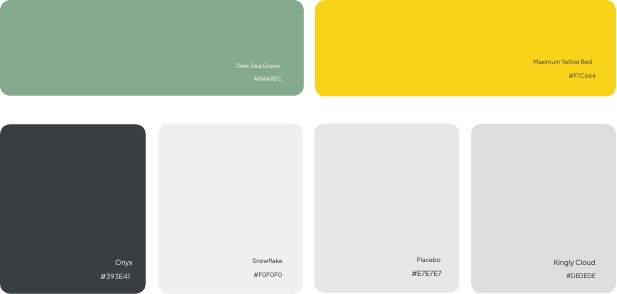 Dark Sea Green
#84A98C
Maximum Yellow Red
#F7C664
Onyx
#393E41
Snowflake
#F0F0F0
Placebo
#E7E7E7
Kingly Cloud
#DEDEDE